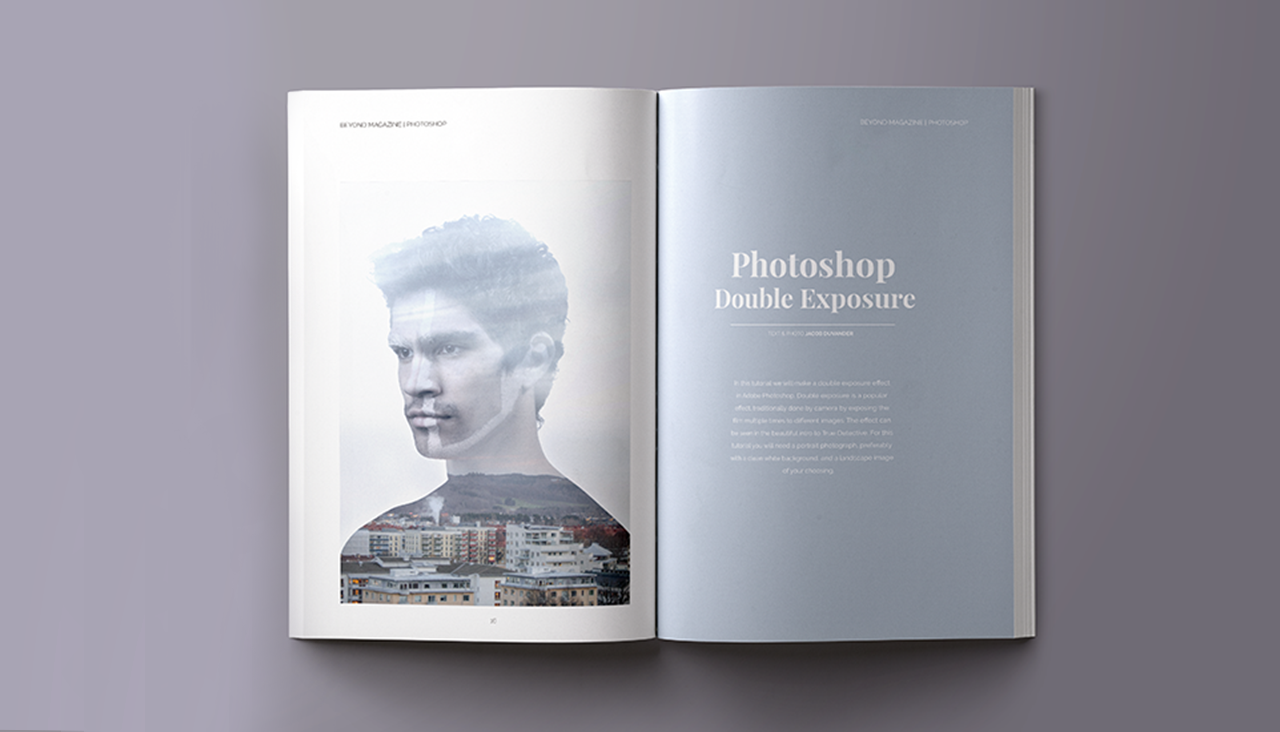 BEYOND MAGAZINE | PHOTOSHOP
BEYOND MAGAZINE | PHOTOSHOP
Photoshop
Double Exposure
TEXT & PHOTO JACOB DUVANDER
In this tutorial we will make a double exposure effect
in Adobe Photoshop. Double exposure is a popular
effect, traditionally done by camera by exposing the
film multiple times to different images. The effect can
be seen in the beautiful intro to True Detective. For this
tutorial you will need a portrait photograph, preferably
with a clean white background, and a landscape image
of your choosing.